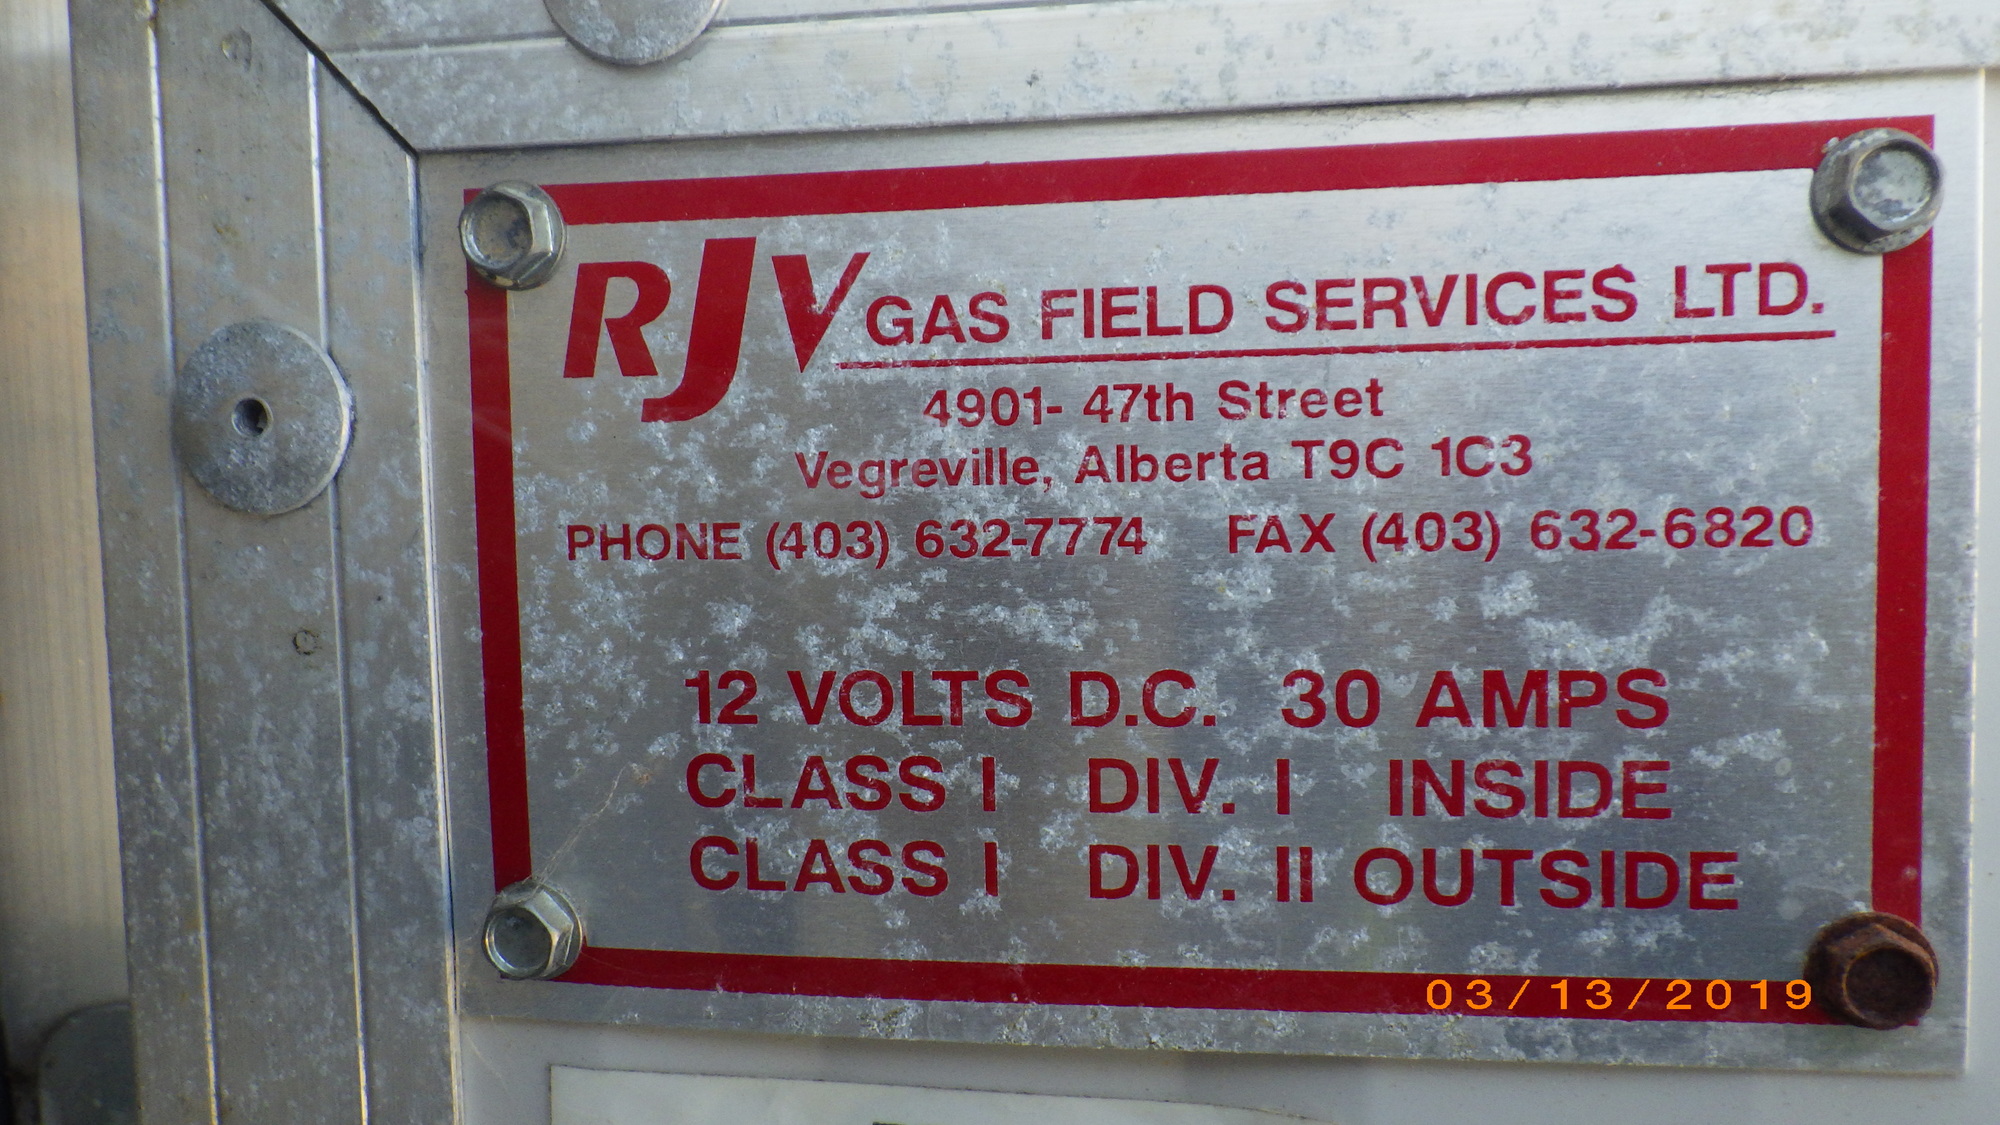 RJV GAS FIELD SERVICES LTD.
4901- 47th Street
Vegreville, Alberta T9C 1C3
PHONE (403) 632-7774 FAX (403) 632-6820
12 VOLTS D.C. 30 AMPS
CLASS I DIV. I INSIDE
CLASS I DIV. II OUTSIDE
03/13/2019